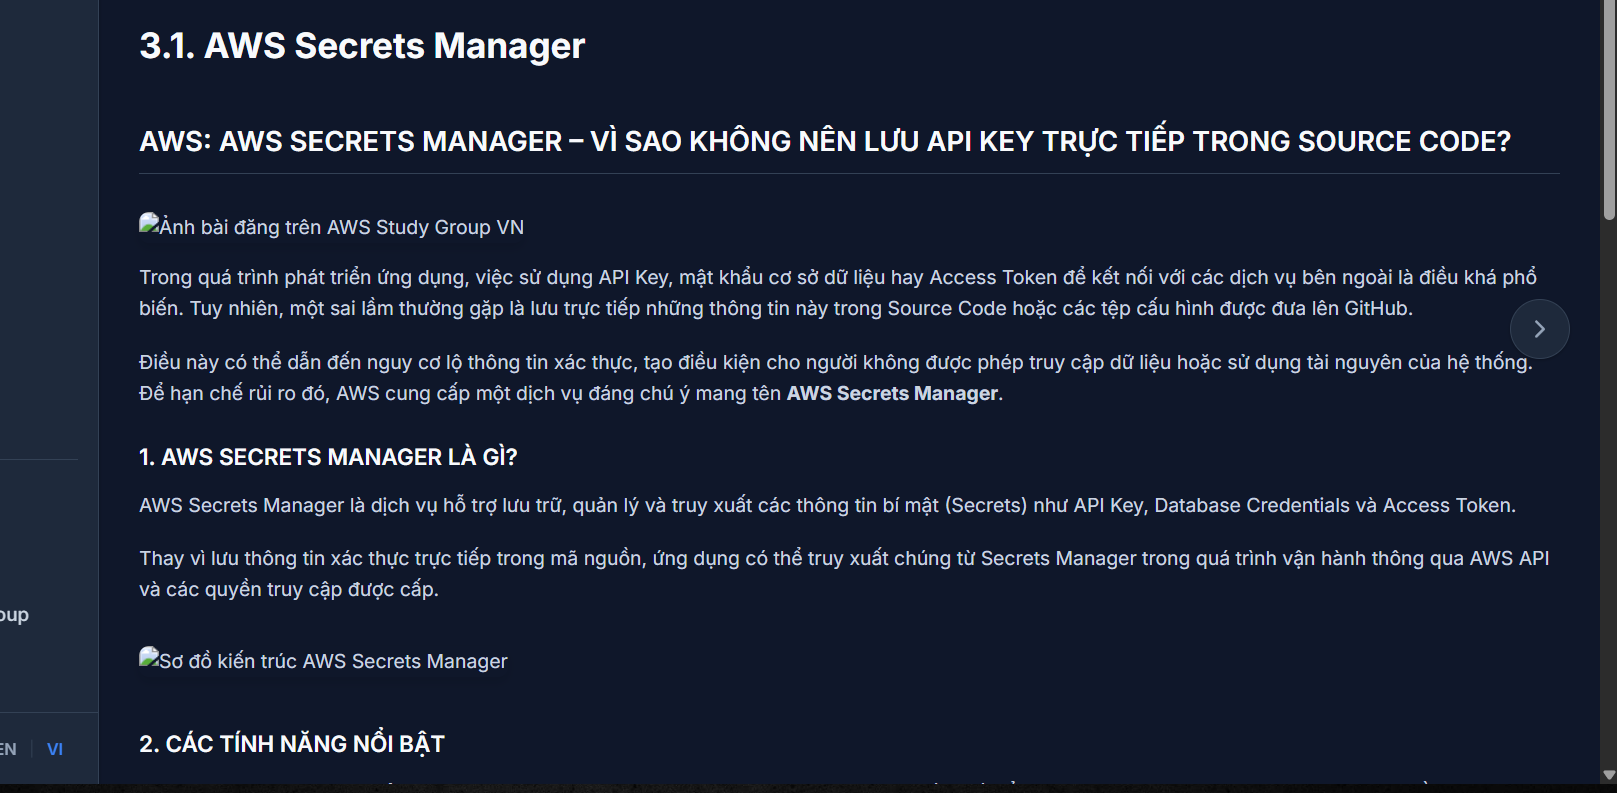 3.1. AWS Secrets Manager
AWS: AWS SECRETS MANAGER – VÌ SAO KHÔNG NÊN LƯU API KEY TRỰC TIẾP TRONG SOURCE CODE?
Ảnh bài đăng trên AWS Study Group VN
Trong quá trình phát triển ứng dụng, việc sử dụng API Key, mật khẩu cơ sở dữ liệu hay Access Token để kết nối với các dịch vụ bên ngoài là điều khá phổ
biến. Tuy nhiên, một sai lầm thường gặp là lưu trực tiếp những thông tin này trong Source Code hoặc các tệp cấu hình được đưa lên GitHub.
Điều này có thể dẫn đến nguy cơ lộ thông tin xác thực, tạo điều kiện cho người không được phép truy cập dữ liệu hoặc sử dụng tài nguyên của hệ thống.
Để hạn chế rủi ro đó, AWS cung cấp một dịch vụ đáng chú ý mang tên AWS Secrets Manager.
1. AWS SECRETS MANAGER LÀ GÌ?
AWS Secrets Manager là dịch vụ hỗ trợ lưu trữ, quản lý và truy xuất các thông tin bí mật (Secrets) như API Key, Database Credentials và Access Token.
Thay vì lưu thông tin xác thực trực tiếp trong mã nguồn, ứng dụng có thể truy xuất chúng từ Secrets Manager trong quá trình vận hành thông qua AWS API
và các quyền truy cập được cấp.
oup
Sơ đồ kiến trúc AWS Secrets Manager
2. CÁC TÍNH NĂNG NỔI BẬT
EN | VI